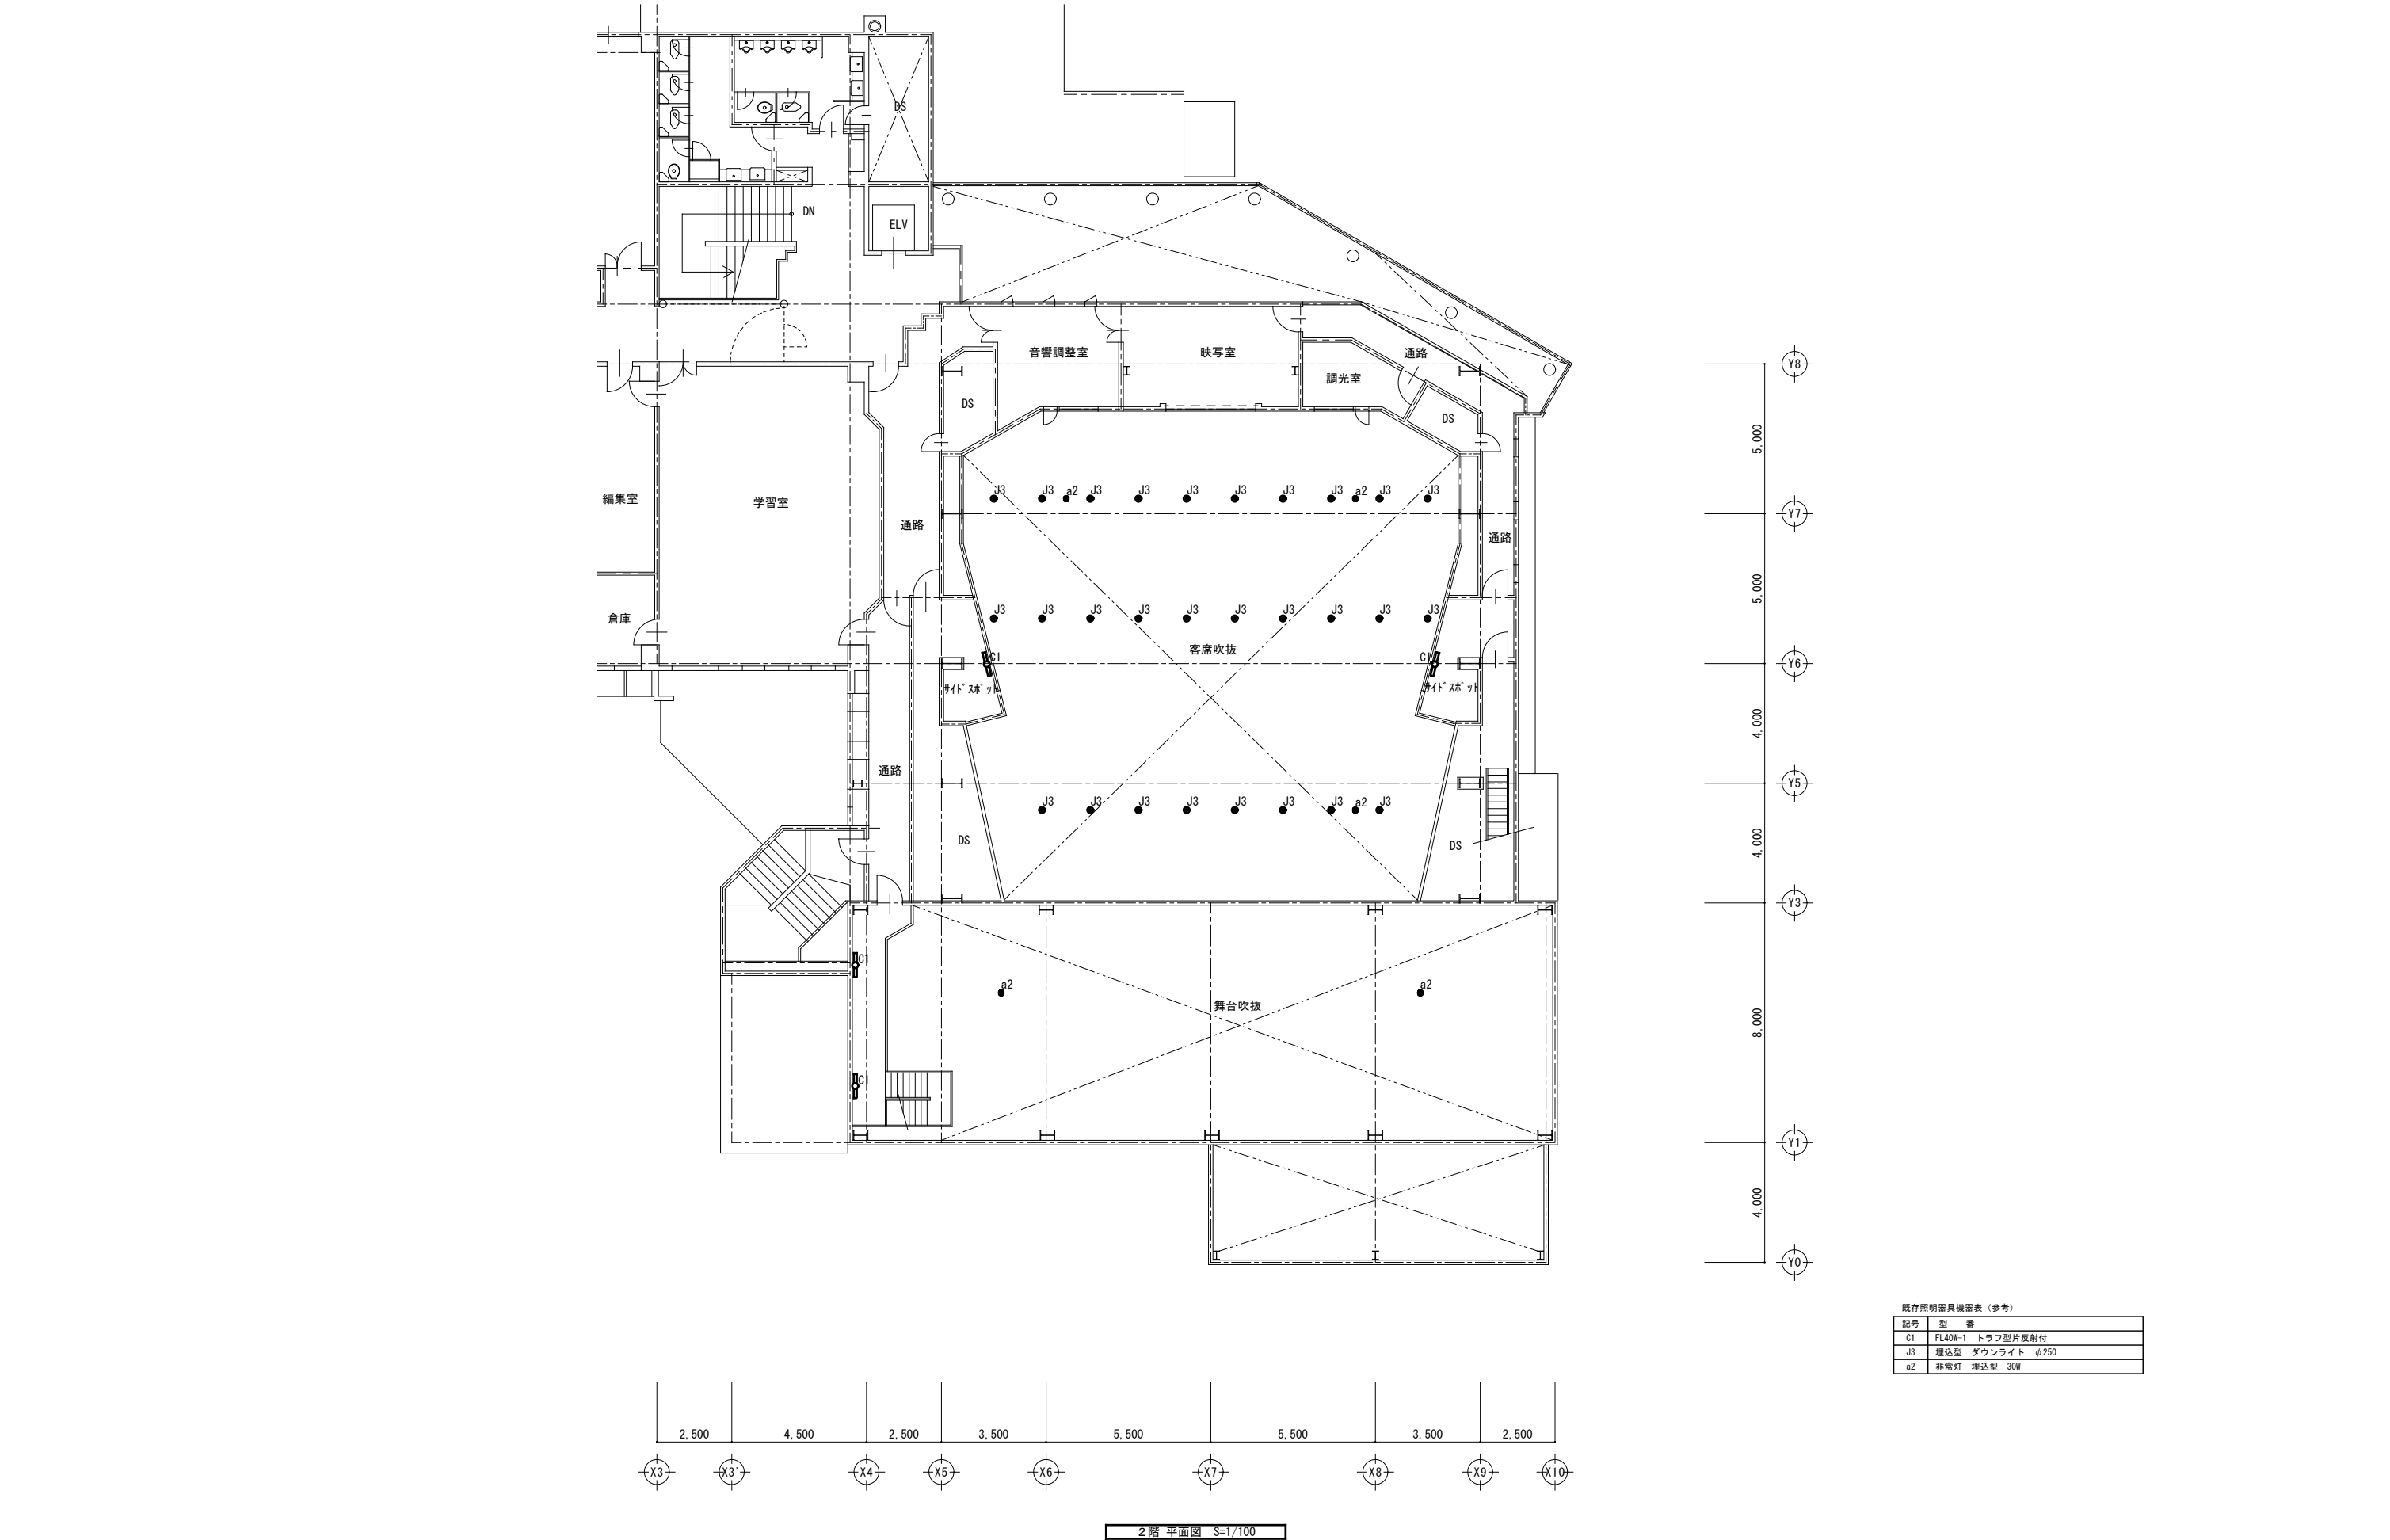 DS
DN
ELV
音響調整室
映写室
通路
Y8
調光室
DS
DS
5,000
J3 J3 a2 J3 J3 J3 J3 J3 J3 a2 J3 J3
編集室
学習室
Y7
通路
通路
5,000
J3 J3 J3 J3 J3 J3 J3 J3 J3 J3
倉庫
客席吹抜
C1
C1
Y6
サイドスポット
サイドスポット
4,000
通路
Y5
J3 J3 J3 J3 J3 J3 J3 a2 J3
DS
DS
4,000
Y3
C1
a2
a2
舞台吹抜
8,000
C1
Y1
4,000
Y0
既存照明器具機器表（参考）
記号 型　番
C1 FL40W-1 トラフ型片反射付
J3 埋込型 ダウンライト φ250
a2 非常灯 埋込型 30W
2,500 4,500 2,500 3,500 5,500 5,500 3,500 2,500
X3 X3' X4 X5 X6 X7 X8 X9 X10
２階 平面図 S=1/100